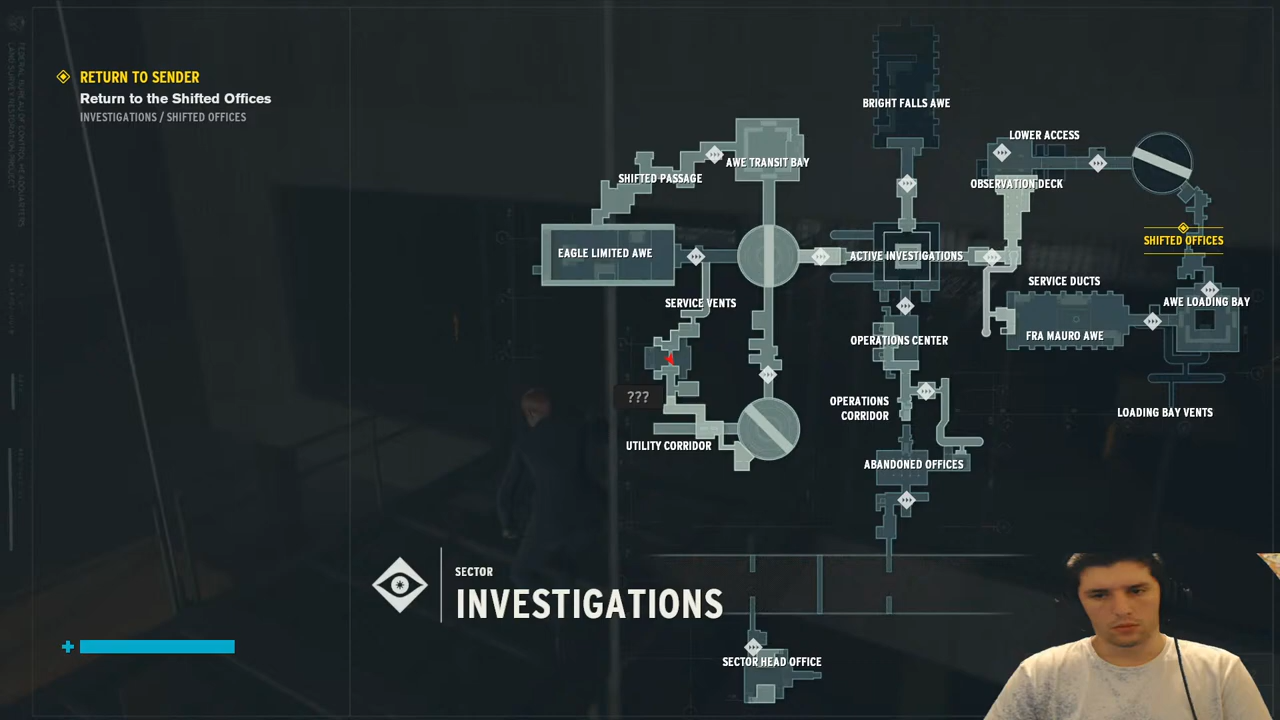 RETURN TO SENDER
Return to the Shifted Offices
INVESTIGATIONS / SHIFTED OFFICES
BRIGHT FALLS AWE
LOWER ACCESS
AWE TRANSIT BAY
SHIFTED PASSAGE
OBSERVATION DECK
SHIFTED OFFICES
EAGLE LIMITED AWE
ACTIVE INVESTIGATIONS
SERVICE DUCTS
SERVICE VENTS
AWE LOADING BAY
FRA MAURO AWE
OPERATIONS CENTER
???
OPERATIONS
CORRIDOR
LOADING BAY VENTS
UTILITY CORRIDOR
ABANDONED OFFICES
SECTOR
INVESTIGATIONS
SECTOR HEAD OFFICE